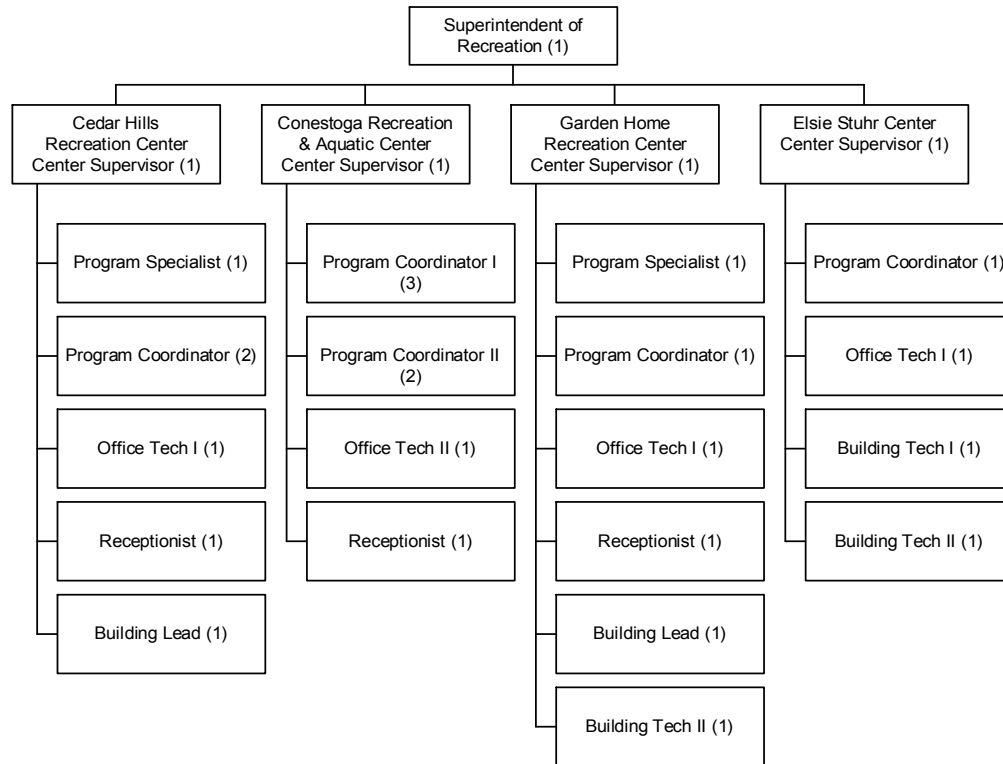 Superintendent of
Recreation (1)
Cedar Hills
Recreation Center
Center Supervisor (1)
Conestoga Recreation
& Aquatic Center
Center Supervisor (1)
Garden Home
Recreation Center
Center Supervisor (1)
Elsie Stuhr Center
Center Supervisor (1)
Program Specialist (1)
Program Coordinator (2)
Office Tech I (1)
Receptionist (1)
Building Lead (1)
Program Coordinator I
(3)
Program Coordinator II
(2)
Office Tech II (1)
Receptionist (1)
Program Specialist (1)
Program Coordinator (1)
Office Tech I (1)
Receptionist (1)
Building Lead (1)
Building Tech II (1)
Program Coordinator (1)
Office Tech I (1)
Building Tech I (1)
Building Tech II (1)